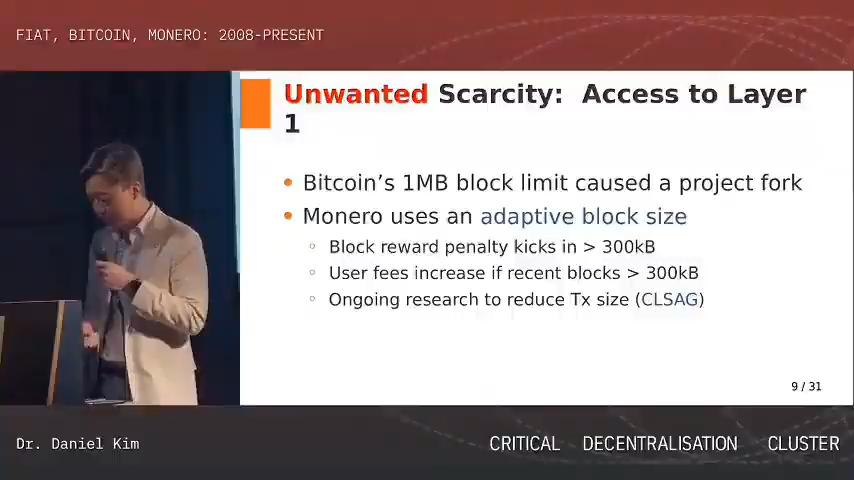 FIAT, BITCOIN, MONERO: 2008-PRESENT
Unwanted Scarcity: Access to Layer
1
• Bitcoin’s 1MB block limit caused a project fork
• Monero uses an adaptive block size
◦ Block reward penalty kicks in > 300kB
◦ User fees increase if recent blocks > 300kB
◦ Ongoing research to reduce Tx size (CLSAG)
9 / 31
Dr. Daniel Kim
CRITICAL DECENTRALISATION CLUSTER